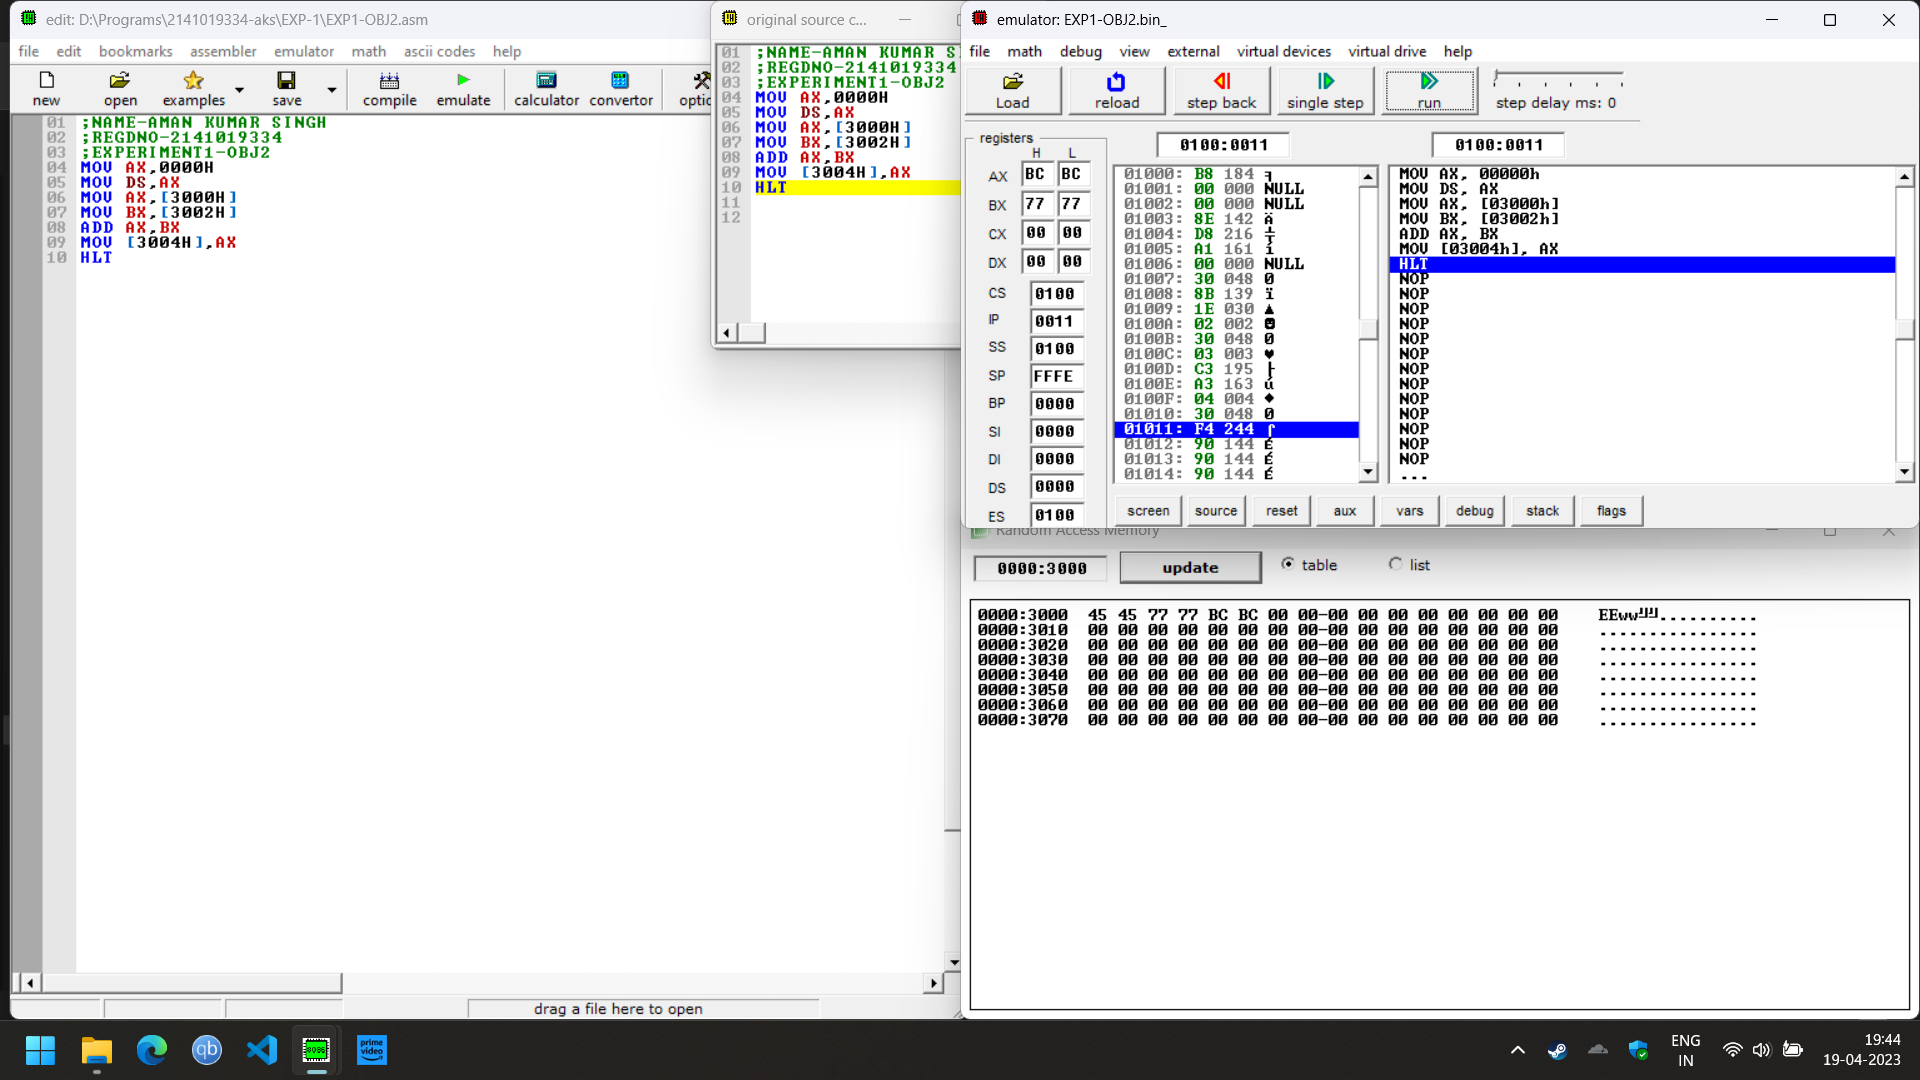 edit: D:\Programs\2141019334-aks\EXP-1\EXP1-OBJ2.asm
file edit bookmarks assembler emulator math ascii codes help
new open examples save compile emulate calculator convertor optic
01 ;NAME-AMAN KUMAR SINGH
02 ;REGDNO-2141019334
03 ;EXPERIMENT1-OBJ2
04 MOV AX,0000H
05 MOV DS,AX
06 MOV AX,[3000H]
07 MOV BX,[3002H]
08 ADD AX,BX
09 MOV [3004H],AX
10 HLT
drag a file here to open
original source c...
01 ;NAME-AMAN KUMAR S
02 ;REGDNO-2141019334
03 ;EXPERIMENT1-OBJ2
04 MOV AX,0000H
05 MOV DS,AX
06 MOV AX,[3000H]
07 MOV BX,[3002H]
08 ADD AX,BX
09 MOV [3004H],AX
10 HLT
11
12
emulator: EXP1-OBJ2.bin_
file math debug view external virtual devices virtual drive help
Load reload step back single step run step delay ms: 0
registers
H L
AX BC BC
BX 77 77
CX 00 00
DX 00 00
CS 0100
IP 0011
SS 0100
SP FFFE
BP 0000
SI 0000
DI 0000
DS 0000
ES 0100
0100:0011
01000: B8 184 ╕
01001: 00 000 NULL
01002: 00 000 NULL
01003: 8E 142 Ä
01004: D8 216 ╪
01005: A1 161 í
01006: 00 000 NULL
01007: 30 048 0
01008: 8B 139 ï
01009: 1E 030 ▲
0100A: 02 002 ☻
0100B: 30 048 0
0100C: 03 003 ♥
0100D: C3 195 ├
0100E: A3 163 ú
0100F: 04 004 ♦
01010: 30 048 0
01011: F4 244 ⌠
01012: 90 144 É
01013: 90 144 É
01014: 90 144 É
0100:0011
MOV AX, 00000h
MOV DS, AX
MOV AX, [03000h]
MOV BX, [03002h]
ADD AX, BX
MOV [03004h], AX
HLT
NOP
NOP
NOP
NOP
NOP
NOP
NOP
NOP
NOP
NOP
NOP
NOP
NOP
...
screen source reset aux vars debug stack flags
Random Access Memory
0000:3000 update table list
0000:3000 45 45 77 77 BC BC 00 00-00 00 00 00 00 00 00 00 EEww╝╝..........
0000:3010 00 00 00 00 00 00 00 00-00 00 00 00 00 00 00 00 ................
0000:3020 00 00 00 00 00 00 00 00-00 00 00 00 00 00 00 00 ................
0000:3030 00 00 00 00 00 00 00 00-00 00 00 00 00 00 00 00 ................
0000:3040 00 00 00 00 00 00 00 00-00 00 00 00 00 00 00 00 ................
0000:3050 00 00 00 00 00 00 00 00-00 00 00 00 00 00 00 00 ................
0000:3060 00 00 00 00 00 00 00 00-00 00 00 00 00 00 00 00 ................
0000:3070 00 00 00 00 00 00 00 00-00 00 00 00 00 00 00 00 ................
qb
8086
prime video
ENG
IN
19:44
19-04-2023